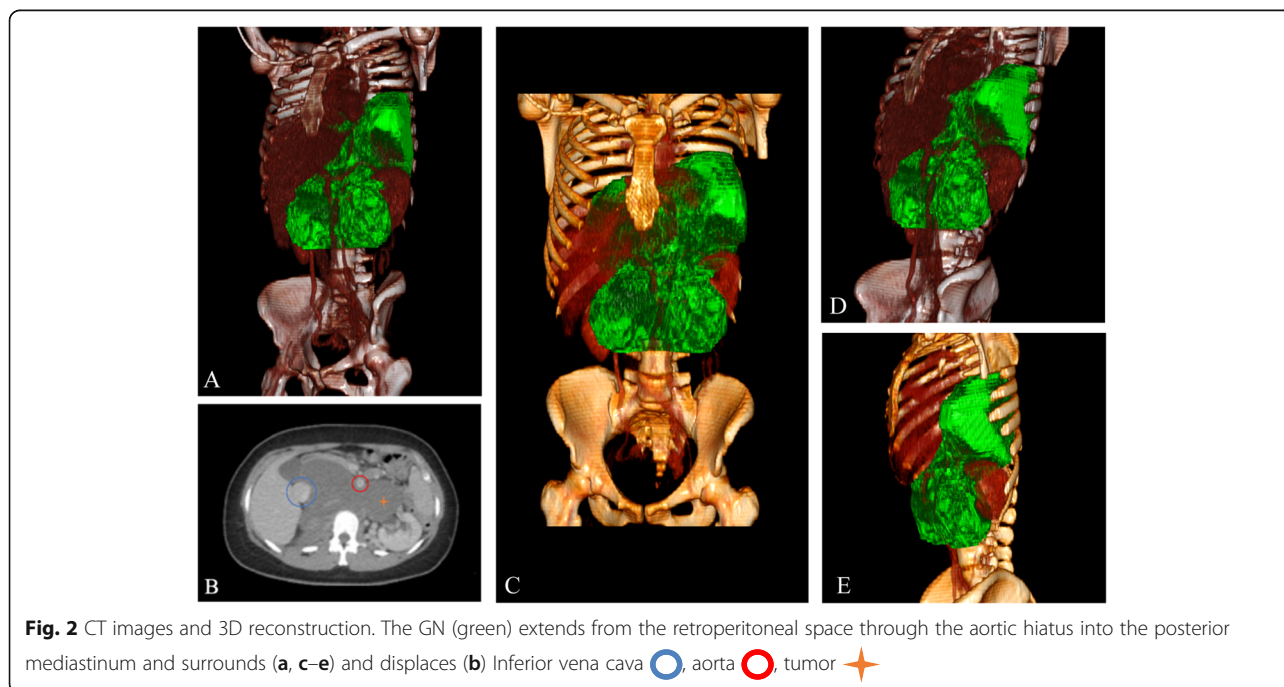 A
B
C
D
E
Fig. 2 CT images and 3D reconstruction. The GN (green) extends from the retroperitoneal space through the aortic hiatus into the posterior
mediastinum and surrounds (a, c–e) and displaces (b) Inferior vena cava , aorta , tumor